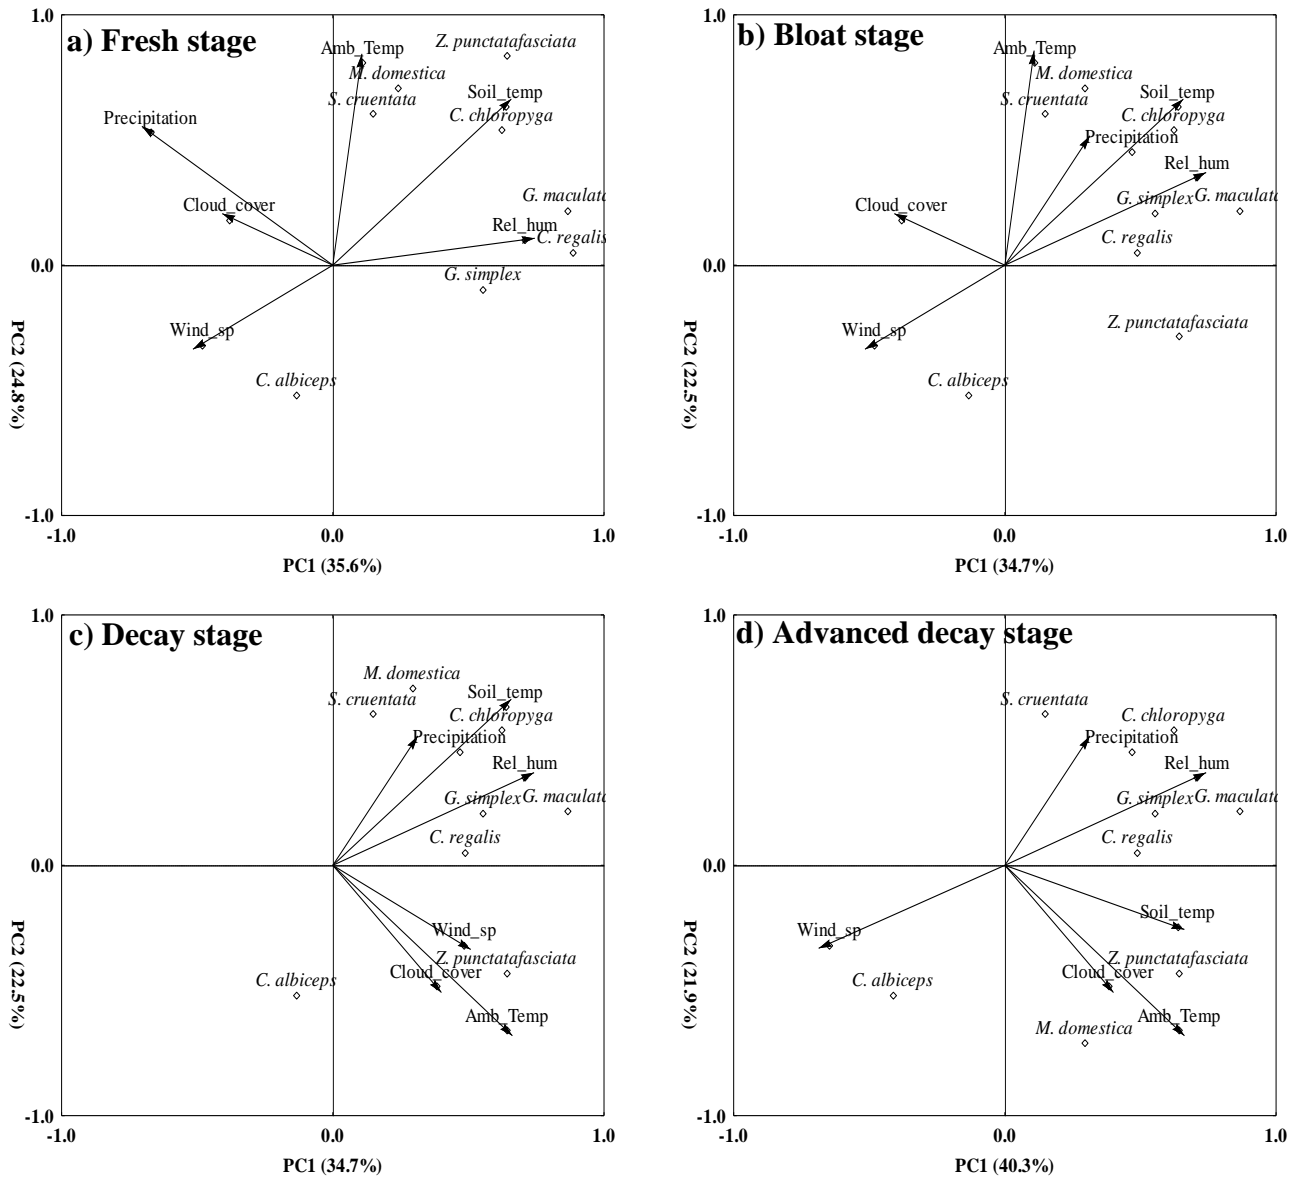 1.0
a) Fresh stage
Amb_Temp
Z. punctatafasciata
M. domestica
S. cruentata
Soil_temp
C. chloropyga
Precipitation
Cloud_cover
G. maculata
Rel_hum
C. regalis
0.0
G. simplex
Wind_sp
C. albiceps
PC2 (24.8%)
-1.0
-1.0
0.0
1.0
PC1 (35.6%)
1.0
b) Bloat stage
Amb_Temp
M. domestica
S. cruentata
Soil_temp
C. chloropyga
Precipitation
Rel_hum
G. simplex
G. maculata
Cloud_cover
C. regalis
0.0
Z. punctatafasciata
Wind_sp
C. albiceps
PC2 (22.5%)
-1.0
-1.0
0.0
1.0
PC1 (34.7%)
1.0
c) Decay stage
M. domestica
S. cruentata
Soil_temp
C. chloropyga
Precipitation
Rel_hum
G. simplex
G. maculata
C. regalis
0.0
Wind_sp
Z. punctatafasciata
Cloud_cover
C. albiceps
Amb_Temp
PC2 (22.5%)
-1.0
-1.0
0.0
1.0
PC1 (34.7%)
1.0
d) Advanced decay stage
S. cruentata
C. chloropyga
Precipitation
Rel_hum
G. simplex
G. maculata
C. regalis
0.0
Soil_temp
Wind_sp
Z. punctatafasciata
Cloud_cover
C. albiceps
Amb_Temp
M. domestica
PC2 (21.9%)
-1.0
-1.0
0.0
1.0
PC1 (40.3%)